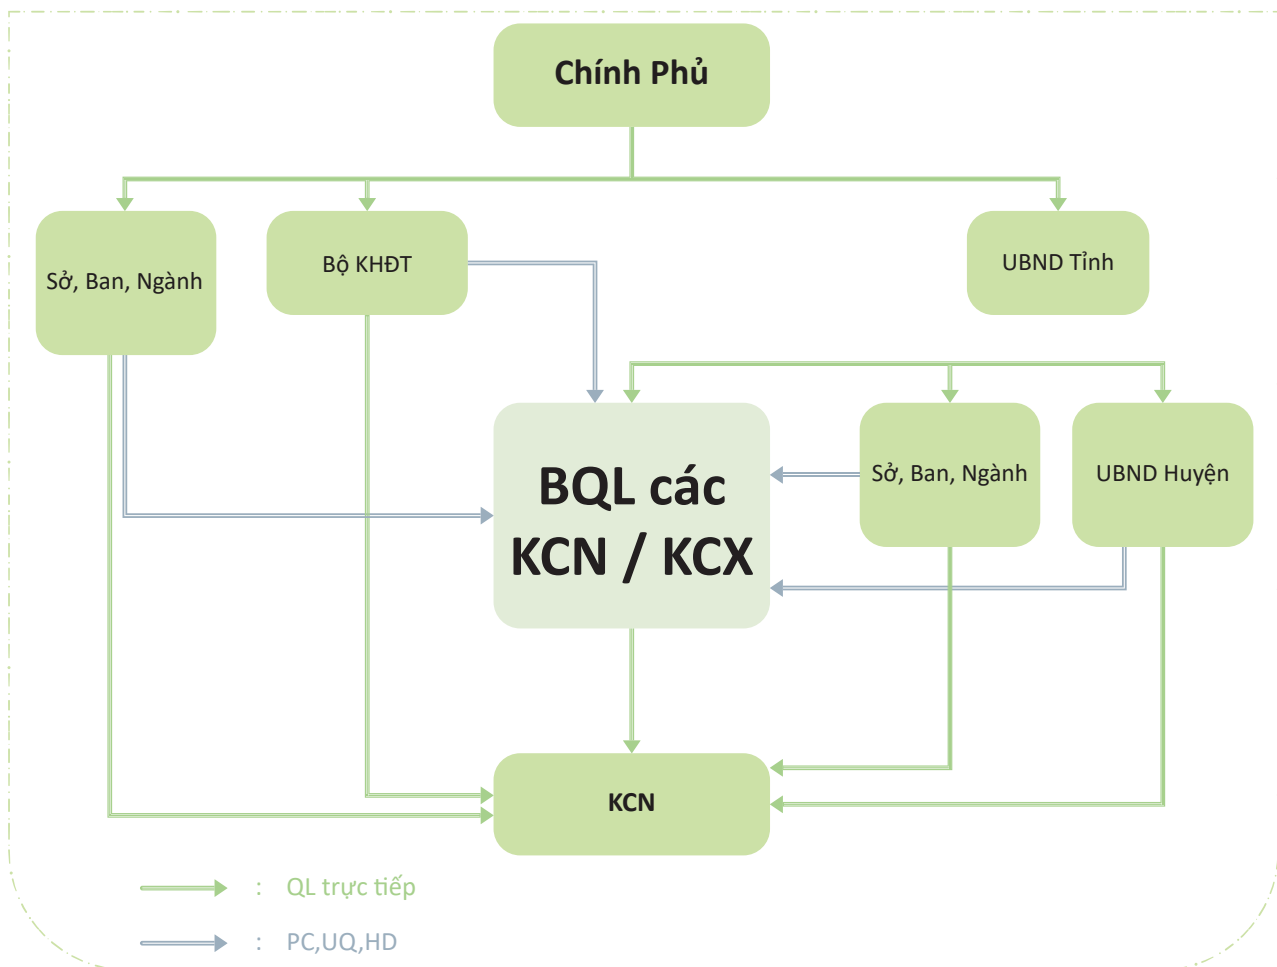 Chính Phủ
Sở, Ban, Ngành
Bộ KHĐT
UBND Tỉnh
BQL các
KCN / KCX
Sở, Ban, Ngành
UBND Huyện
KCN
: QL trực tiếp
: PC,UQ,HD